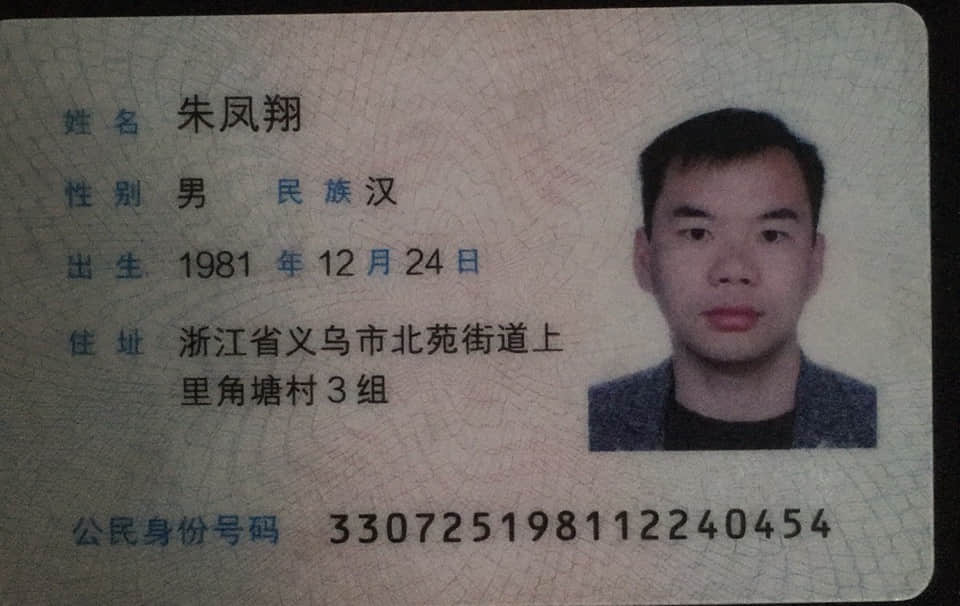 姓名 朱凤翔
性别 男 民族 汉
出生 1981 年 12 月 24 日
住址 浙江省义乌市北苑街道上
里角塘村3组
公民身份号码 330725198112240454